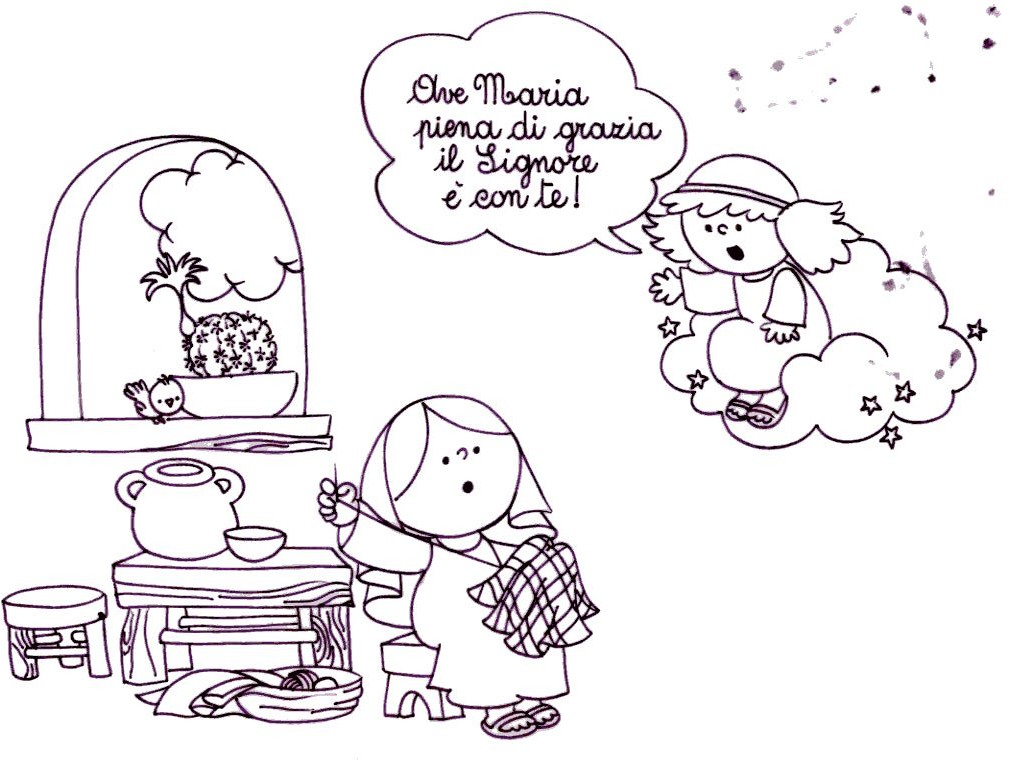 Ave Maria
piena di grazia
il Signore
è con te!